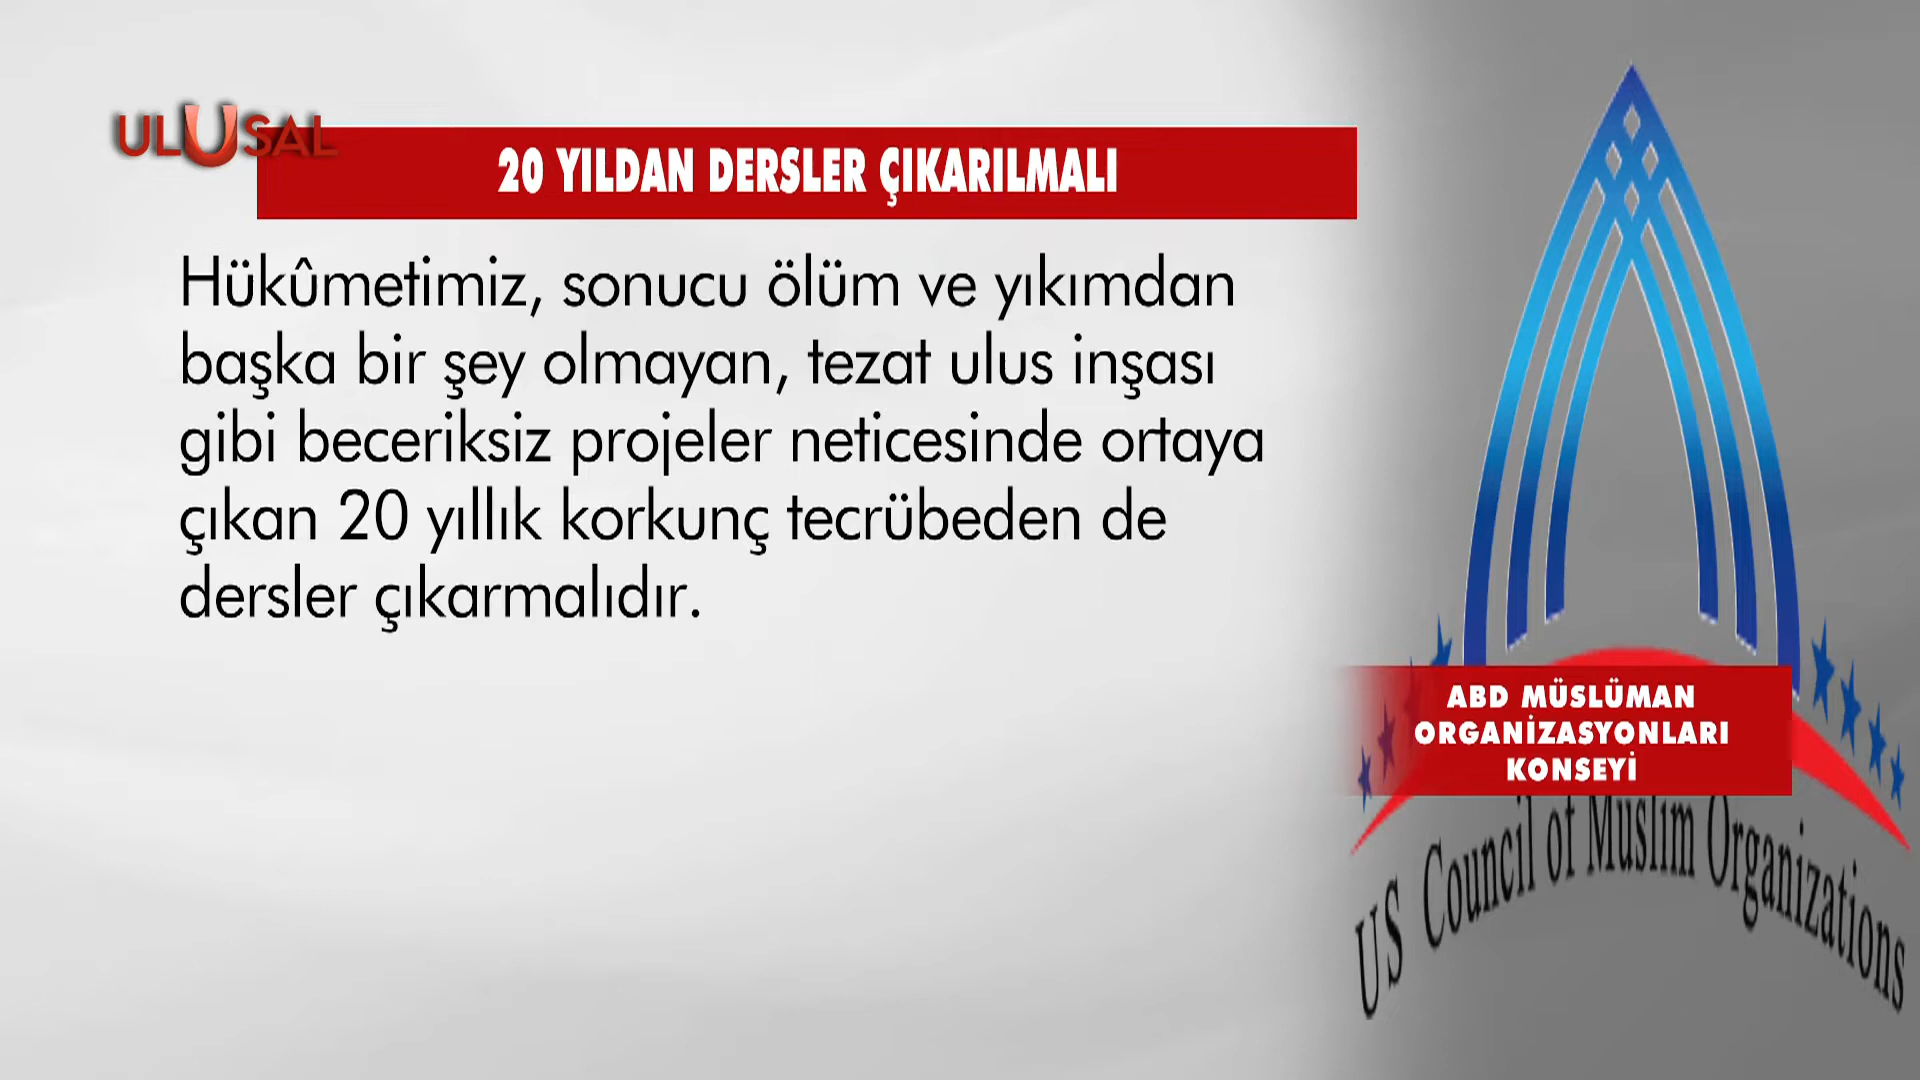 ULUSAL
20 YILDAN DERSLER ÇIKARILMALI
Hükûmetimiz, sonucu ölüm ve yıkımdan
başka bir şey olmayan, tezat ulus inşası
gibi beceriksiz projeler neticesinde ortaya
çıkan 20 yıllık korkunç tecrübeden de
dersler çıkarmalıdır.
ABD MÜSLÜMAN
ORGANİZASYONLARI
KONSEYİ
US Council of Muslim Organizations